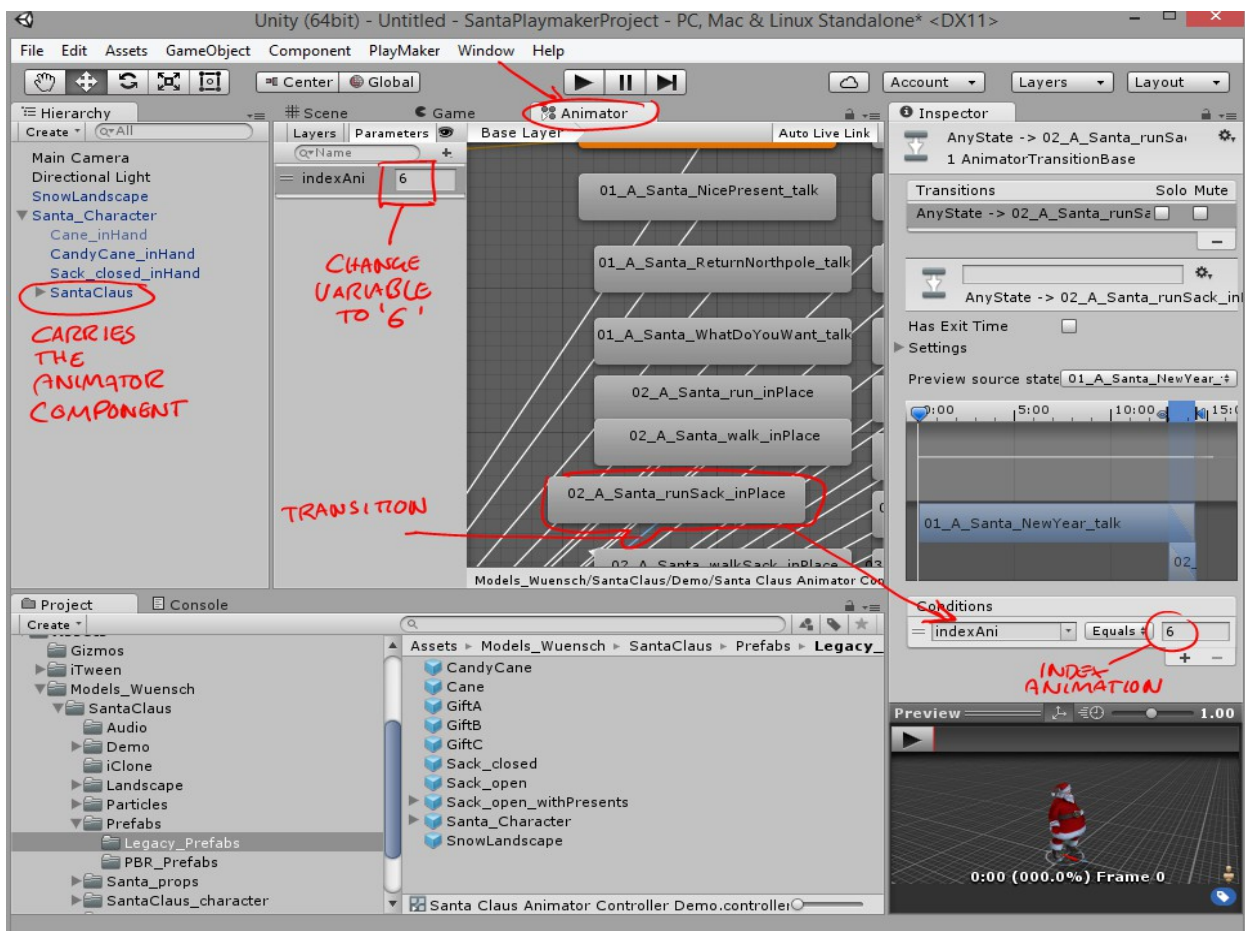 Unity (64bit) - Untitled - SantaPlaymakerProject - PC, Mac & Linux Standalone* <DX11>
File Edit Assets GameObject Component PlayMaker Window Help
Center Global
Account Layers Layout
Hierarchy
Create All
Main Camera
Directional Light
SnowLandscape
Santa_Character
Cane_inHand
CandyCane_inHand
Sack_closed_inHand
SantaClaus
CARRIES
THE
ANIMATOR
COMPONENT
Scene Game Animator
Layers Parameters Base Layer Auto Live Link
Name
indexAni 6
CHANGE
VARIABLE
TO '6'
TRANSITION
01_A_Santa_NicePresent_talk
01_A_Santa_ReturnNorthpole_talk
01_A_Santa_WhatDoYouWant_talk
02_A_Santa_run_inPlace
02_A_Santa_walk_inPlace
02_A_Santa_runSack_inPlace
02_A_Santa_walkSack_inPlace
Models_Wuensch/SantaClaus/Demo/Santa Claus Animator Con
Inspector
AnyState -> 02_A_Santa_runSa
1 AnimatorTransitionBase
Transitions Solo Mute
AnyState -> 02_A_Santa_runSa
AnyState -> 02_A_Santa_runSack_inl
Has Exit Time
Settings
Preview source state 01_A_Santa_NewYear_
0:00 5:00 10:00 15:0
01_A_Santa_NewYear_talk
02_
Conditions
indexAni Equals 6
+ -
INDEX
ANIMATION
Preview 1.00
0:00 (000.0%) Frame 0
Project Console
Create
Gizmos
iTween
Models_Wuensch
SantaClaus
Audio
Demo
iClone
Landscape
Particles
Prefabs
Legacy_Prefabs
PBR_Prefabs
Santa_props
SantaClaus_character
Assets Models_Wuensch SantaClaus Prefabs Legacy_
CandyCane
Cane
GiftA
GiftB
GiftC
Sack_closed
Sack_open
Sack_open_withPresents
Santa_Character
SnowLandscape
Santa Claus Animator Controller Demo.controller